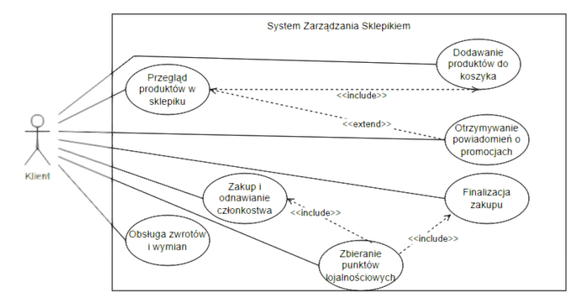 System Zarządzania Sklepikiem
Dodawanie
produktów do
koszyka
Przegląd
produktów w
sklepiku
<<include>>
<<extend>>
Otrzymywanie
powiadomień o
promocjach
Klient
Zakup i
odnawianie
członkostwa
Finalizacja
zakupu
<<include>>
Obsługa zwrotów
i wymian
<<include>>
Zbieranie
punktów
lojalnościowych